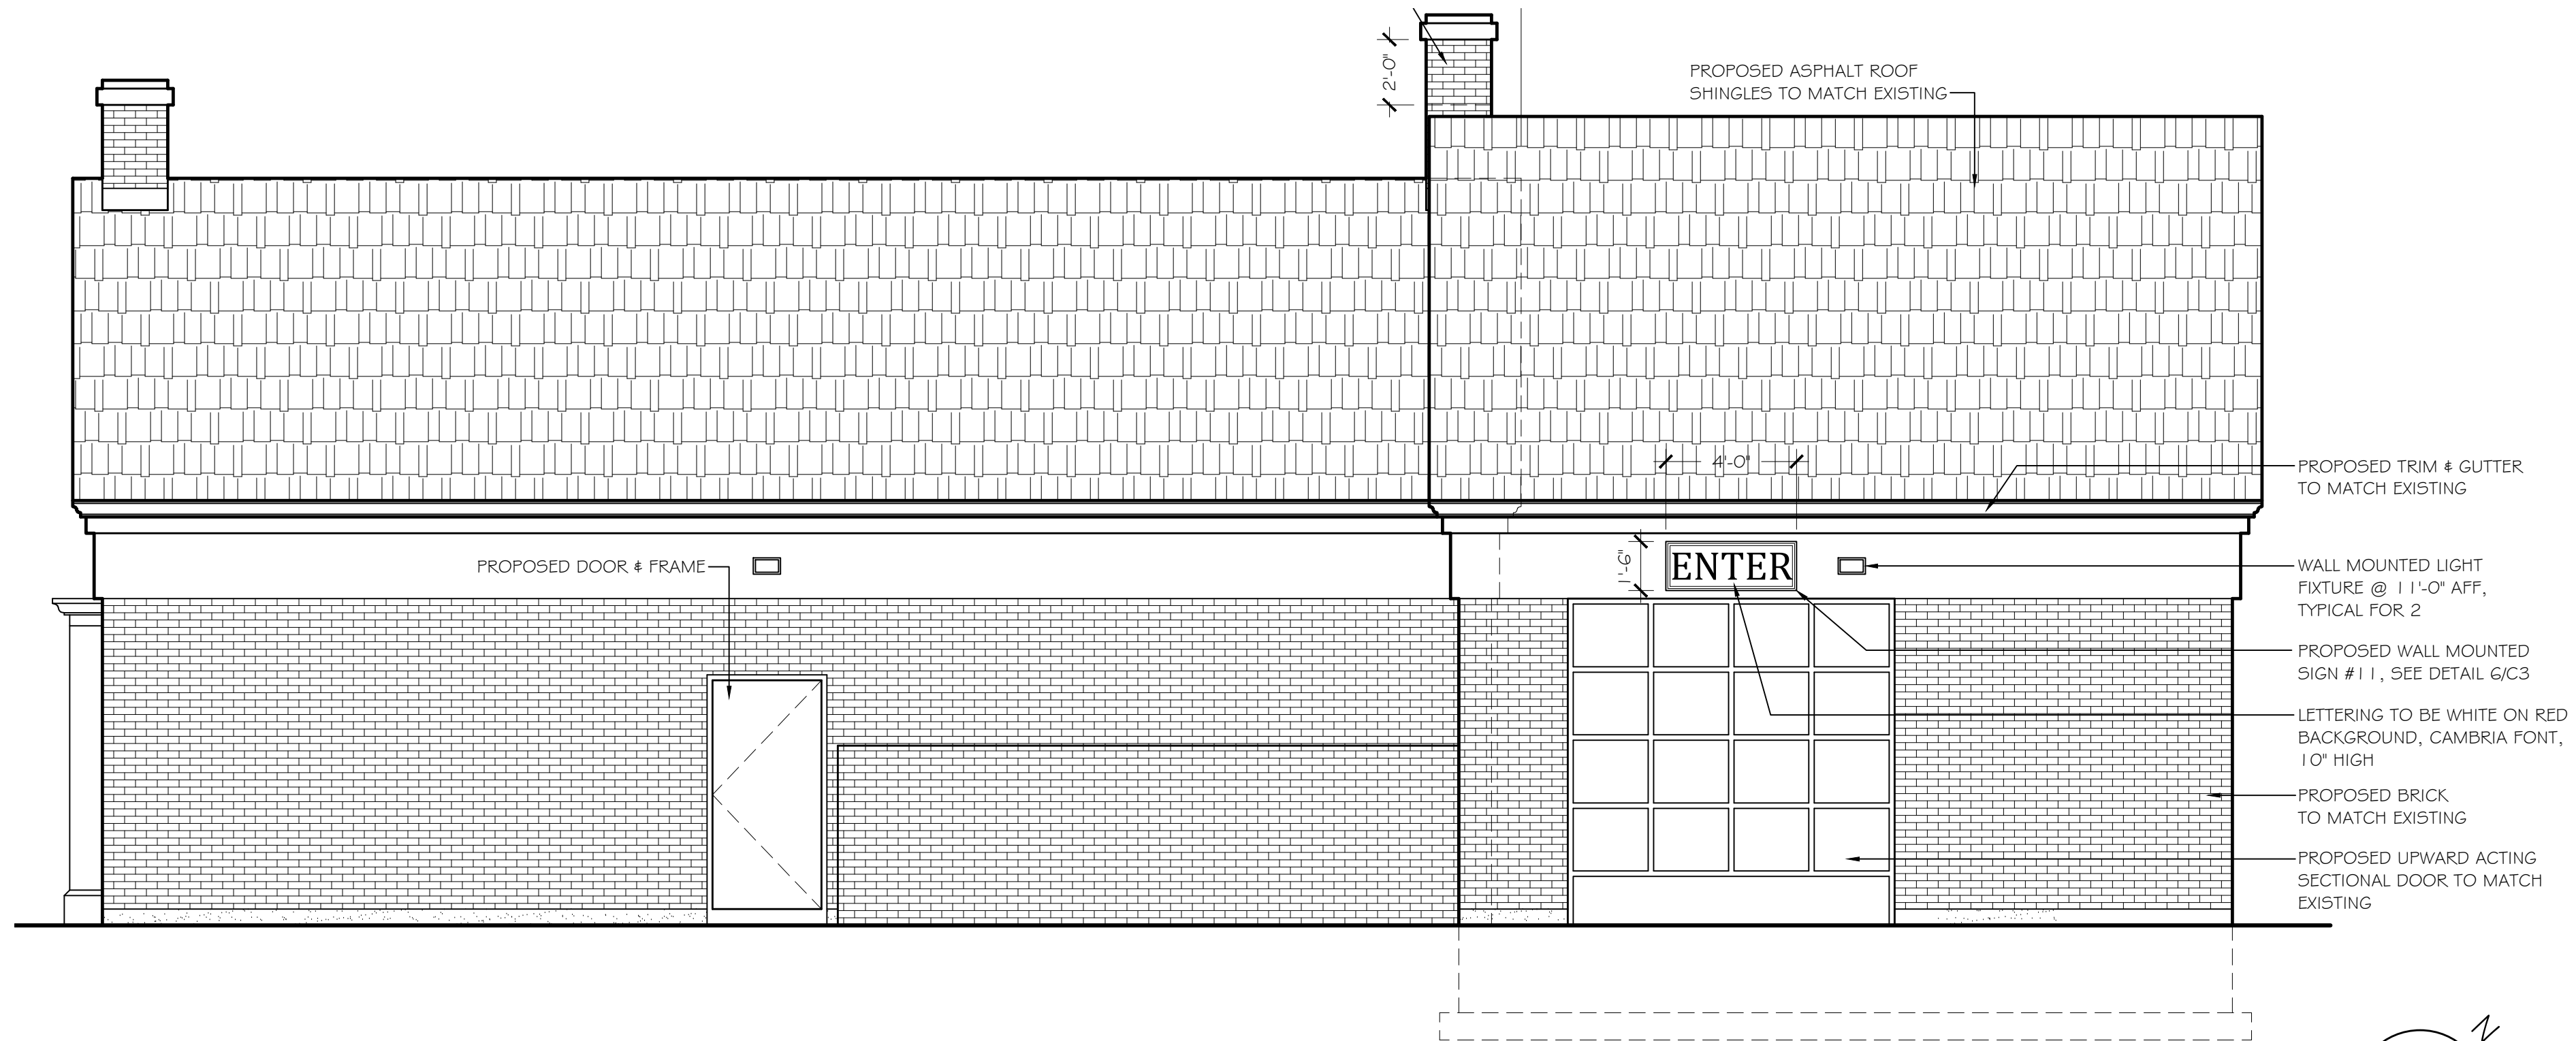 2'-0"
PROPOSED ASPHALT ROOF
SHINGLES TO MATCH EXISTING
4'-0"
PROPOSED TRIM & GUTTER
TO MATCH EXISTING
PROPOSED DOOR & FRAME
1'-6"
ENTER
WALL MOUNTED LIGHT
FIXTURE @ 11'-0" AFF,
TYPICAL FOR 2
PROPOSED WALL MOUNTED
SIGN #11, SEE DETAIL 6/C3
LETTERING TO BE WHITE ON RED
BACKGROUND, CAMBRIA FONT,
10" HIGH
PROPOSED BRICK
TO MATCH EXISTING
PROPOSED UPWARD ACTING
SECTIONAL DOOR TO MATCH
EXISTING
N